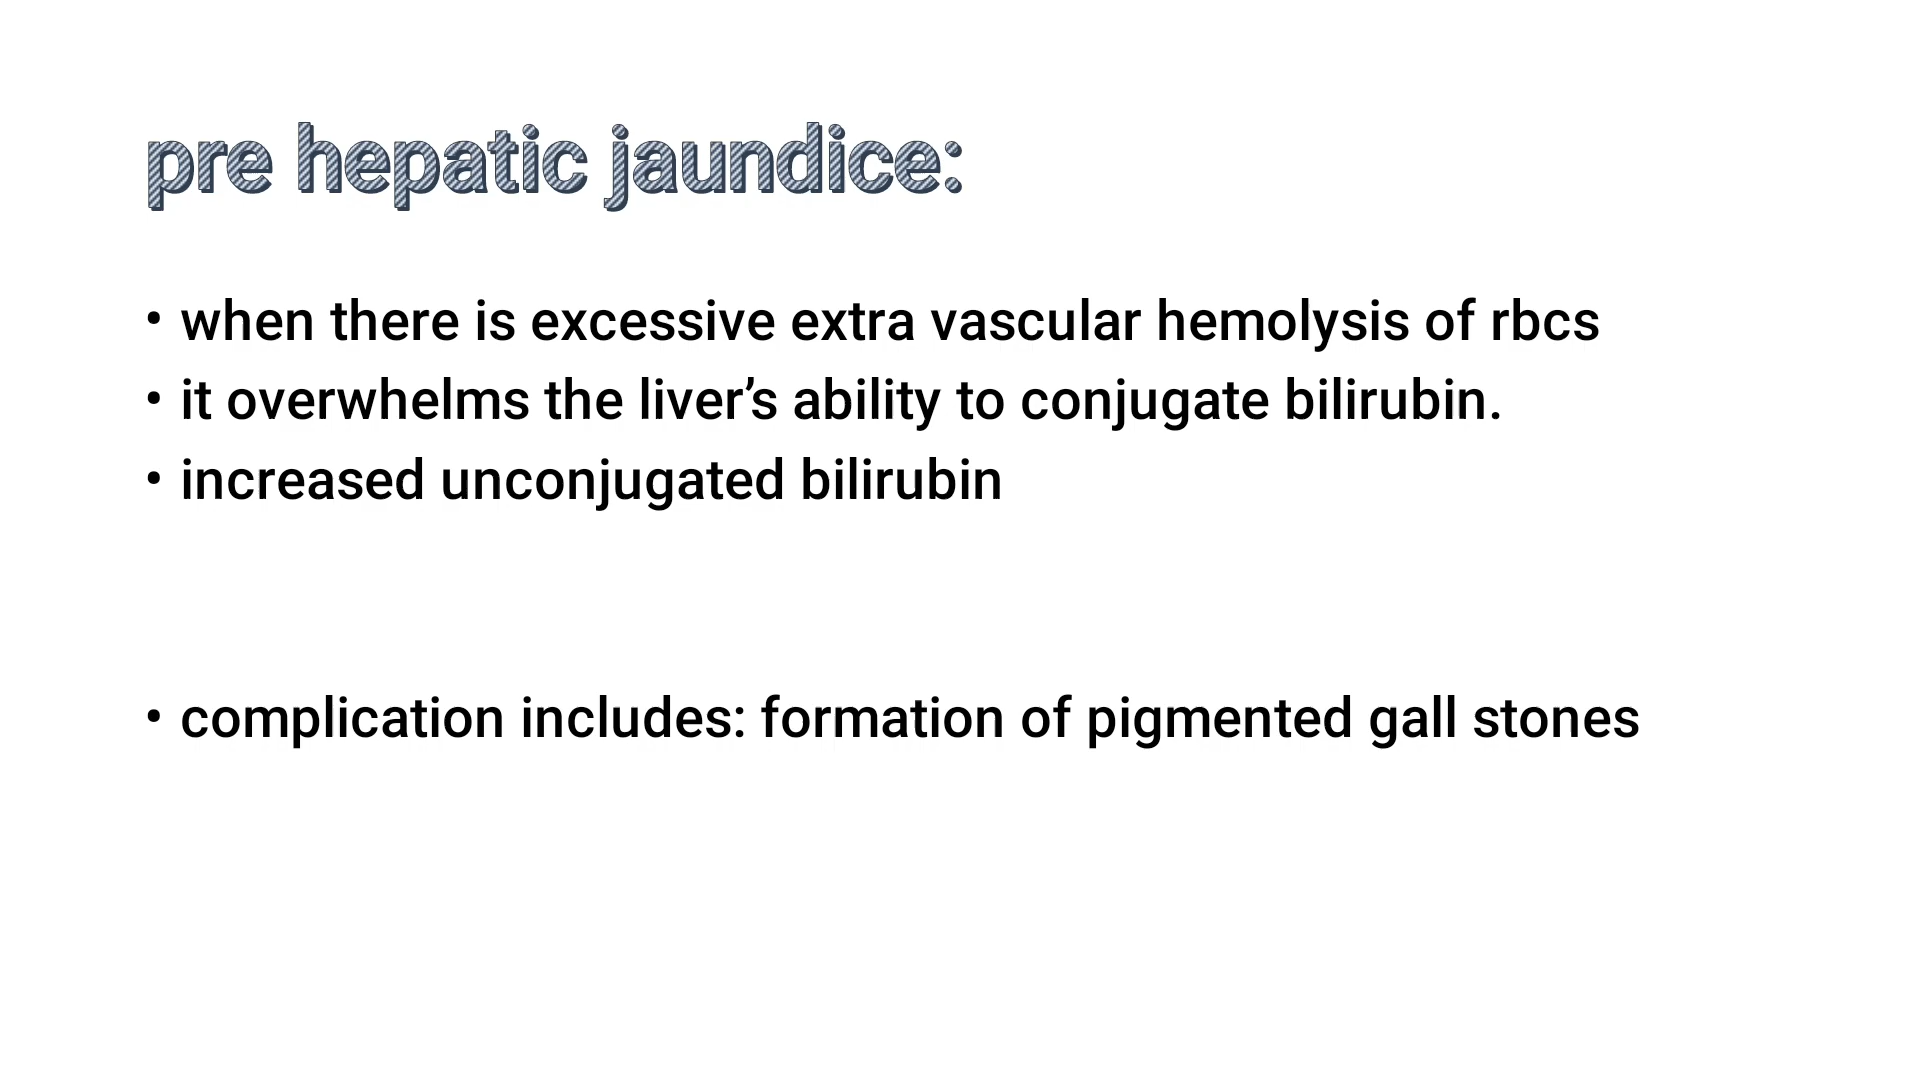 pre hepatic jaundice:
• when there is excessive extra vascular hemolysis of rbcs
• it overwhelms the liver’s ability to conjugate bilirubin.
• increased unconjugated bilirubin
• complication includes: formation of pigmented gall stones